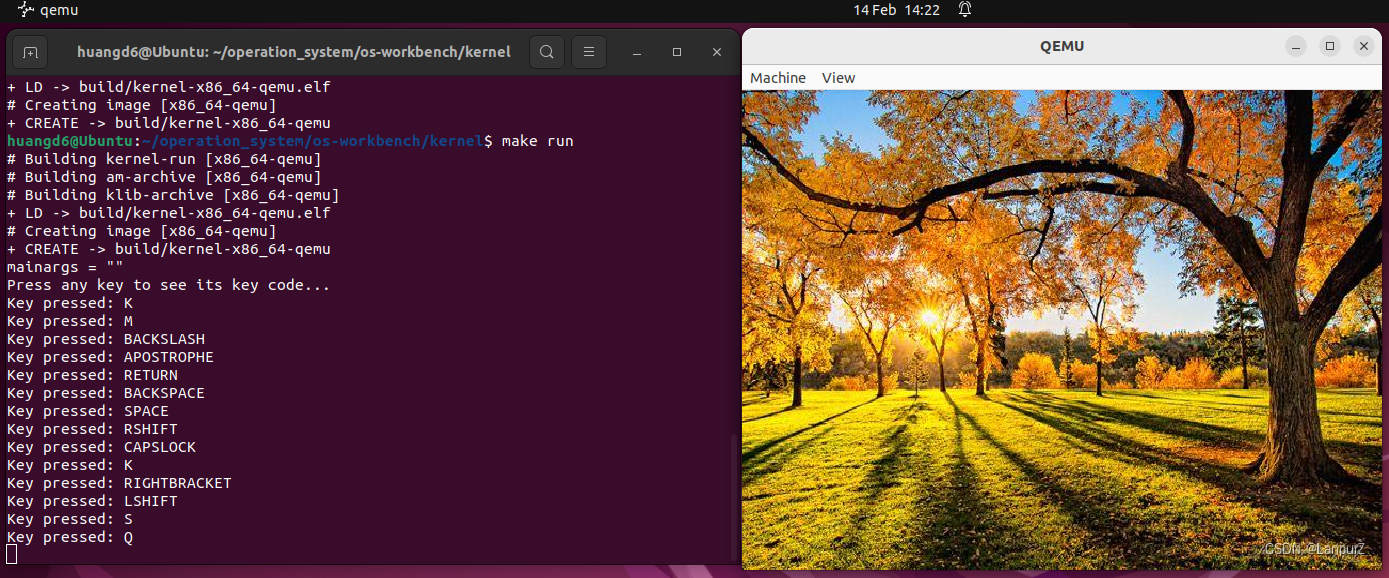 qemu
14 Feb 14:22
huangd6@Ubuntu: ~/operation_system/os-workbench/kernel
+ LD -> build/kernel-x86_64-qemu.elf
# Creating image [x86_64-qemu]
+ CREATE -> build/kernel-x86_64-qemu
huangd6@Ubuntu:~/operation_system/os-workbench/kernel$ make run
# Building kernel-run [x86_64-qemu]
# Building am-archive [x86_64-qemu]
# Building klib-archive [x86_64-qemu]
+ LD -> build/kernel-x86_64-qemu.elf
# Creating image [x86_64-qemu]
+ CREATE -> build/kernel-x86_64-qemu
mainargs = ""
Press any key to see its key code...
Key pressed: K
Key pressed: M
Key pressed: BACKSLASH
Key pressed: APOSTROPHE
Key pressed: RETURN
Key pressed: BACKSPACE
Key pressed: SPACE
Key pressed: RSHIFT
Key pressed: CAPSLOCK
Key pressed: K
Key pressed: RIGHTBRACKET
Key pressed: LSHIFT
Key pressed: S
Key pressed: Q
QEMU
Machine View
CSDN @LanpurZ